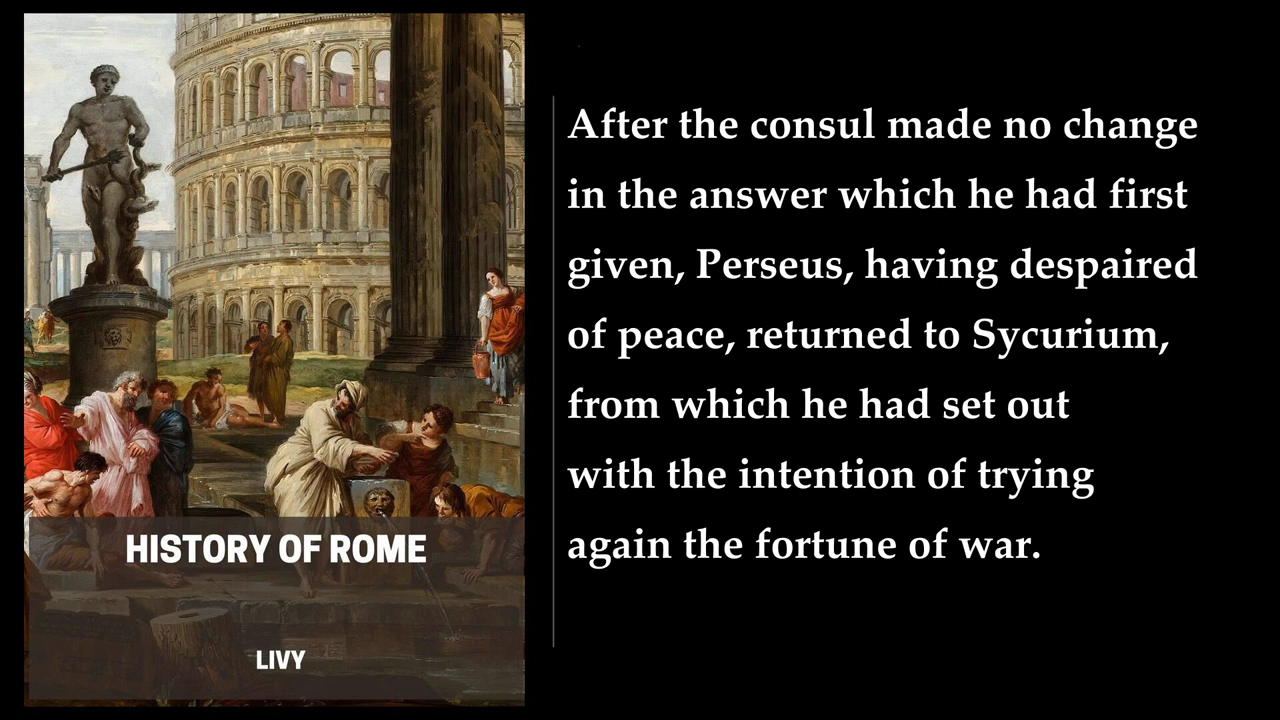 HISTORY OF ROME
LIVY
After the consul made no change
in the answer which he had first
given, Perseus, having despaired
of peace, returned to Sycurium,
from which he had set out
with the intention of trying
again the fortune of war.